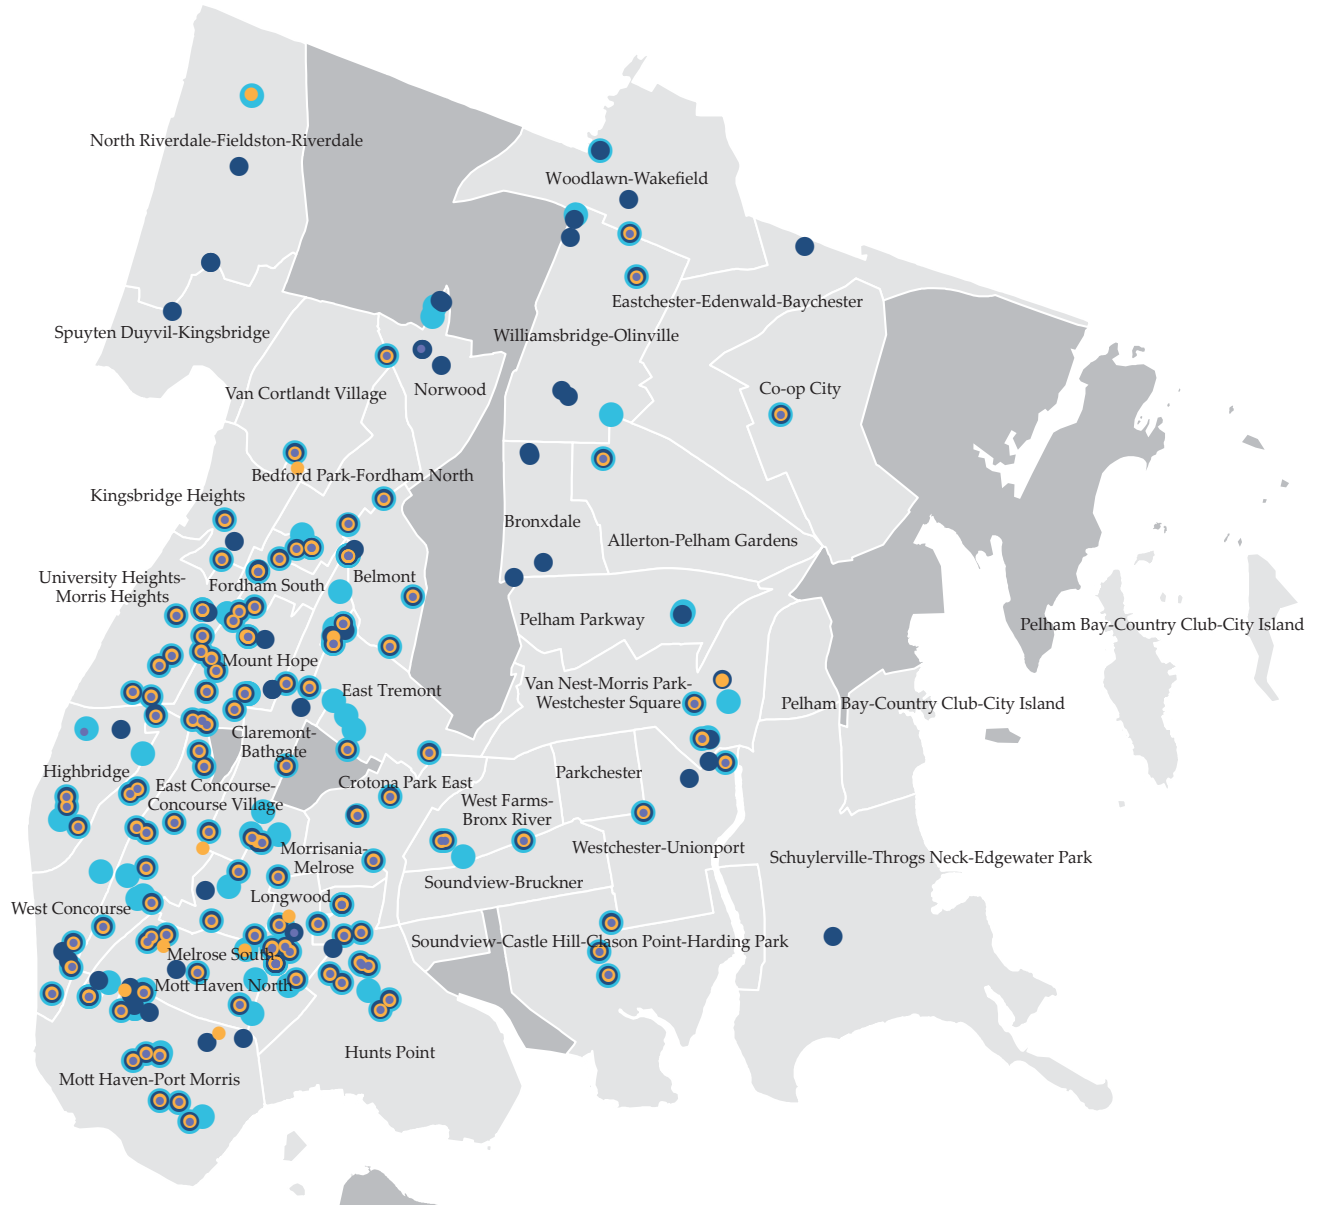 North Riverdale-Fieldston-Riverdale
Woodlawn-Wakefield
Eastchester-Edenwald-Baychester
Spuyten Duyvil-Kingsbridge
Williamsbridge-Olinville
Van Cortlandt Village
Norwood
Co-op City
Bedford Park-Fordham North
Kingsbridge Heights
Bronxdale
Allerton-Pelham Gardens
University Heights-
Morris Heights
Fordham South
Belmont
Pelham Parkway
Pelham Bay-Country Club-City Island
Mount Hope
East Tremont
Van Nest-Morris Park-
Westchester Square
Pelham Bay-Country Club-City Island
Claremont-
Bathgate
Highbridge
East Concourse-
Concourse Village
Crotona Park East
Parkchester
West Farms-
Bronx River
Morrisania-
Melrose
Westchester-Unionport
Schuylerville-Throgs Neck-Edgewater Park
Soundview-Bruckner
Longwood
West Concourse
Soundview-Castle Hill-Clason Point-Harding Park
Melrose South-
Mott Haven North
Hunts Point
Mott Haven-Port Morris